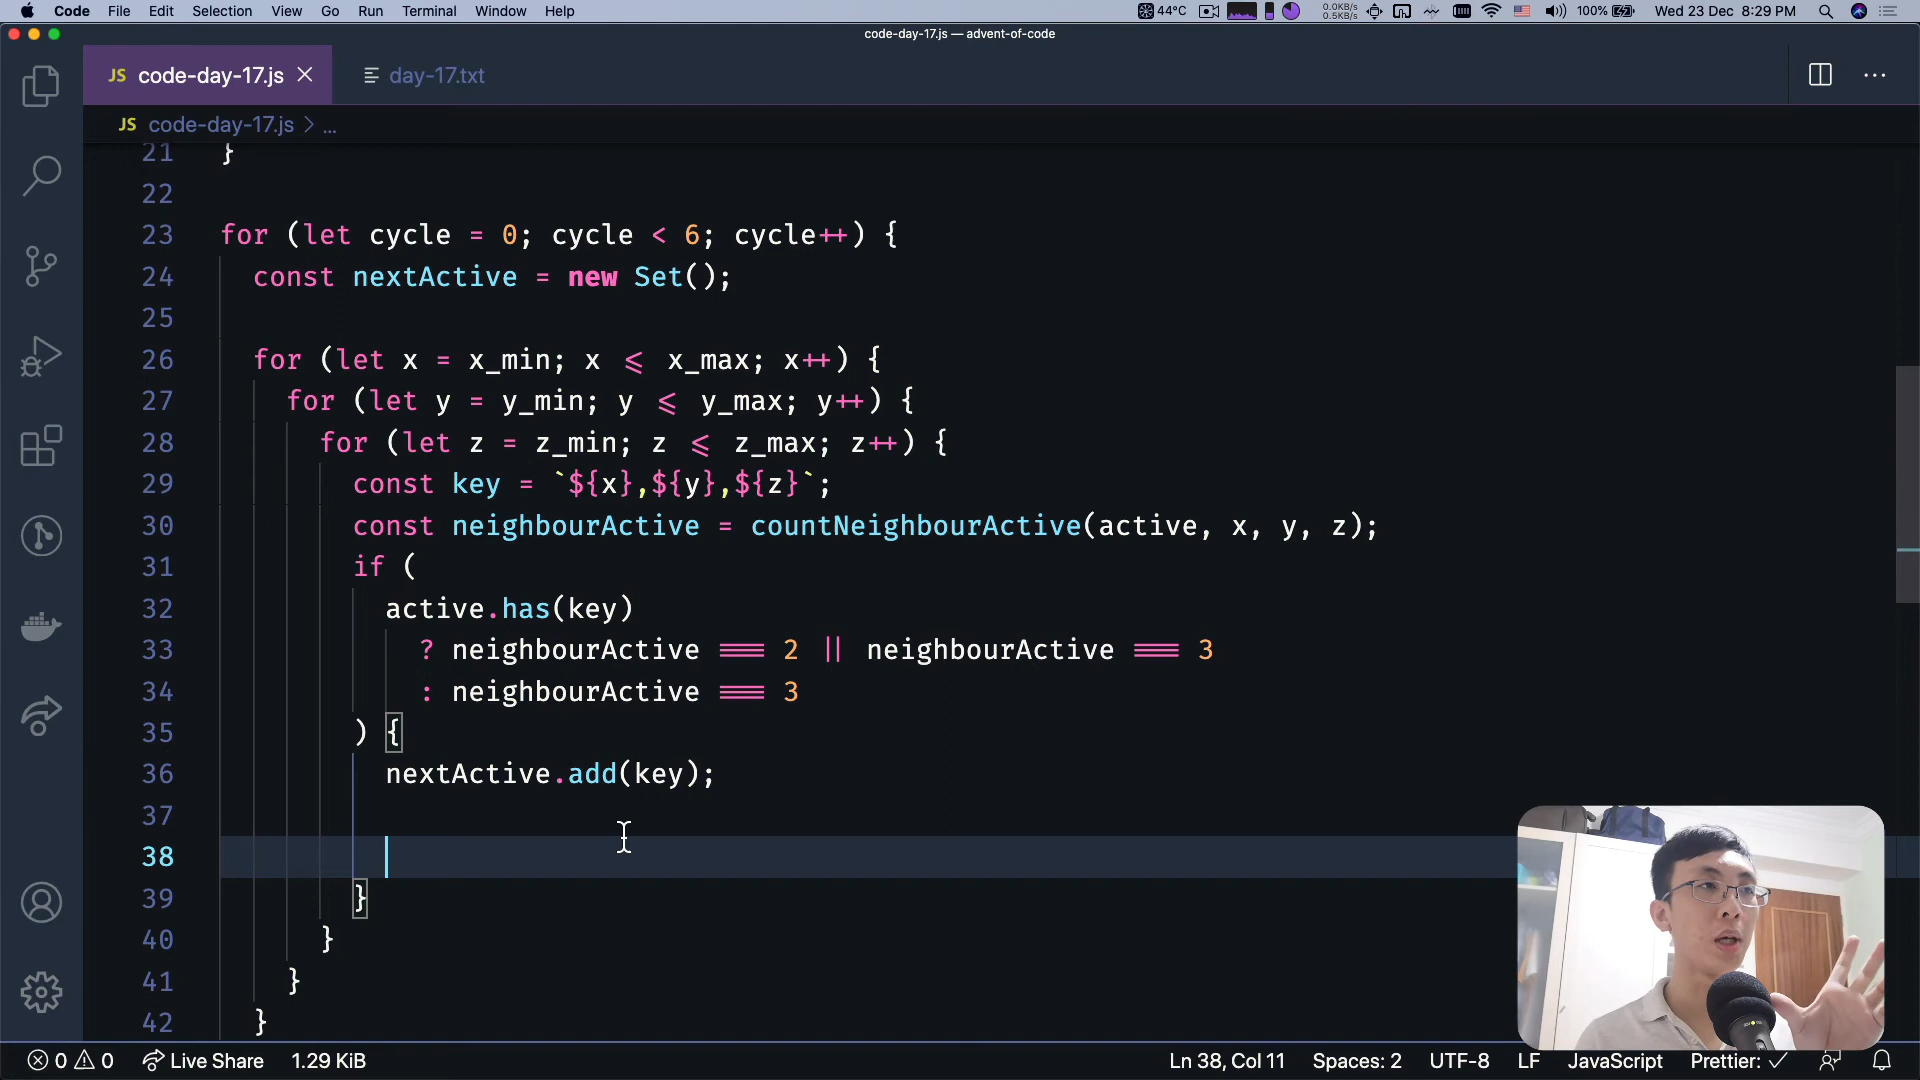 Code File Edit Selection View Go Run Terminal Window Help 44°C 0.0KB/s 0.5KB/s 100% Wed 23 Dec 8:29 PM
code-day-17.js — advent-of-code
JS code-day-17.js day-17.txt
JS code-day-17.js > ...
21 }
22
23 for (let cycle = 0; cycle < 6; cycle++) {
24 const nextActive = new Set();
25
26 for (let x = x_min; x <= x_max; x++) {
27 for (let y = y_min; y <= y_max; y++) {
28 for (let z = z_min; z <= z_max; z++) {
29 const key = `${x},${y},${z}`;
30 const neighbourActive = countNeighbourActive(active, x, y, z);
31 if (
32 active.has(key)
33 ? neighbourActive === 2 || neighbourActive === 3
34 : neighbourActive === 3
35 ) {
36 nextActive.add(key);
37
38
39 }
40 }
41 }
42 }
0 0 Live Share 1.29 KiB Ln 38, Col 11 Spaces: 2 UTF-8 LF JavaScript Prettier: ✓